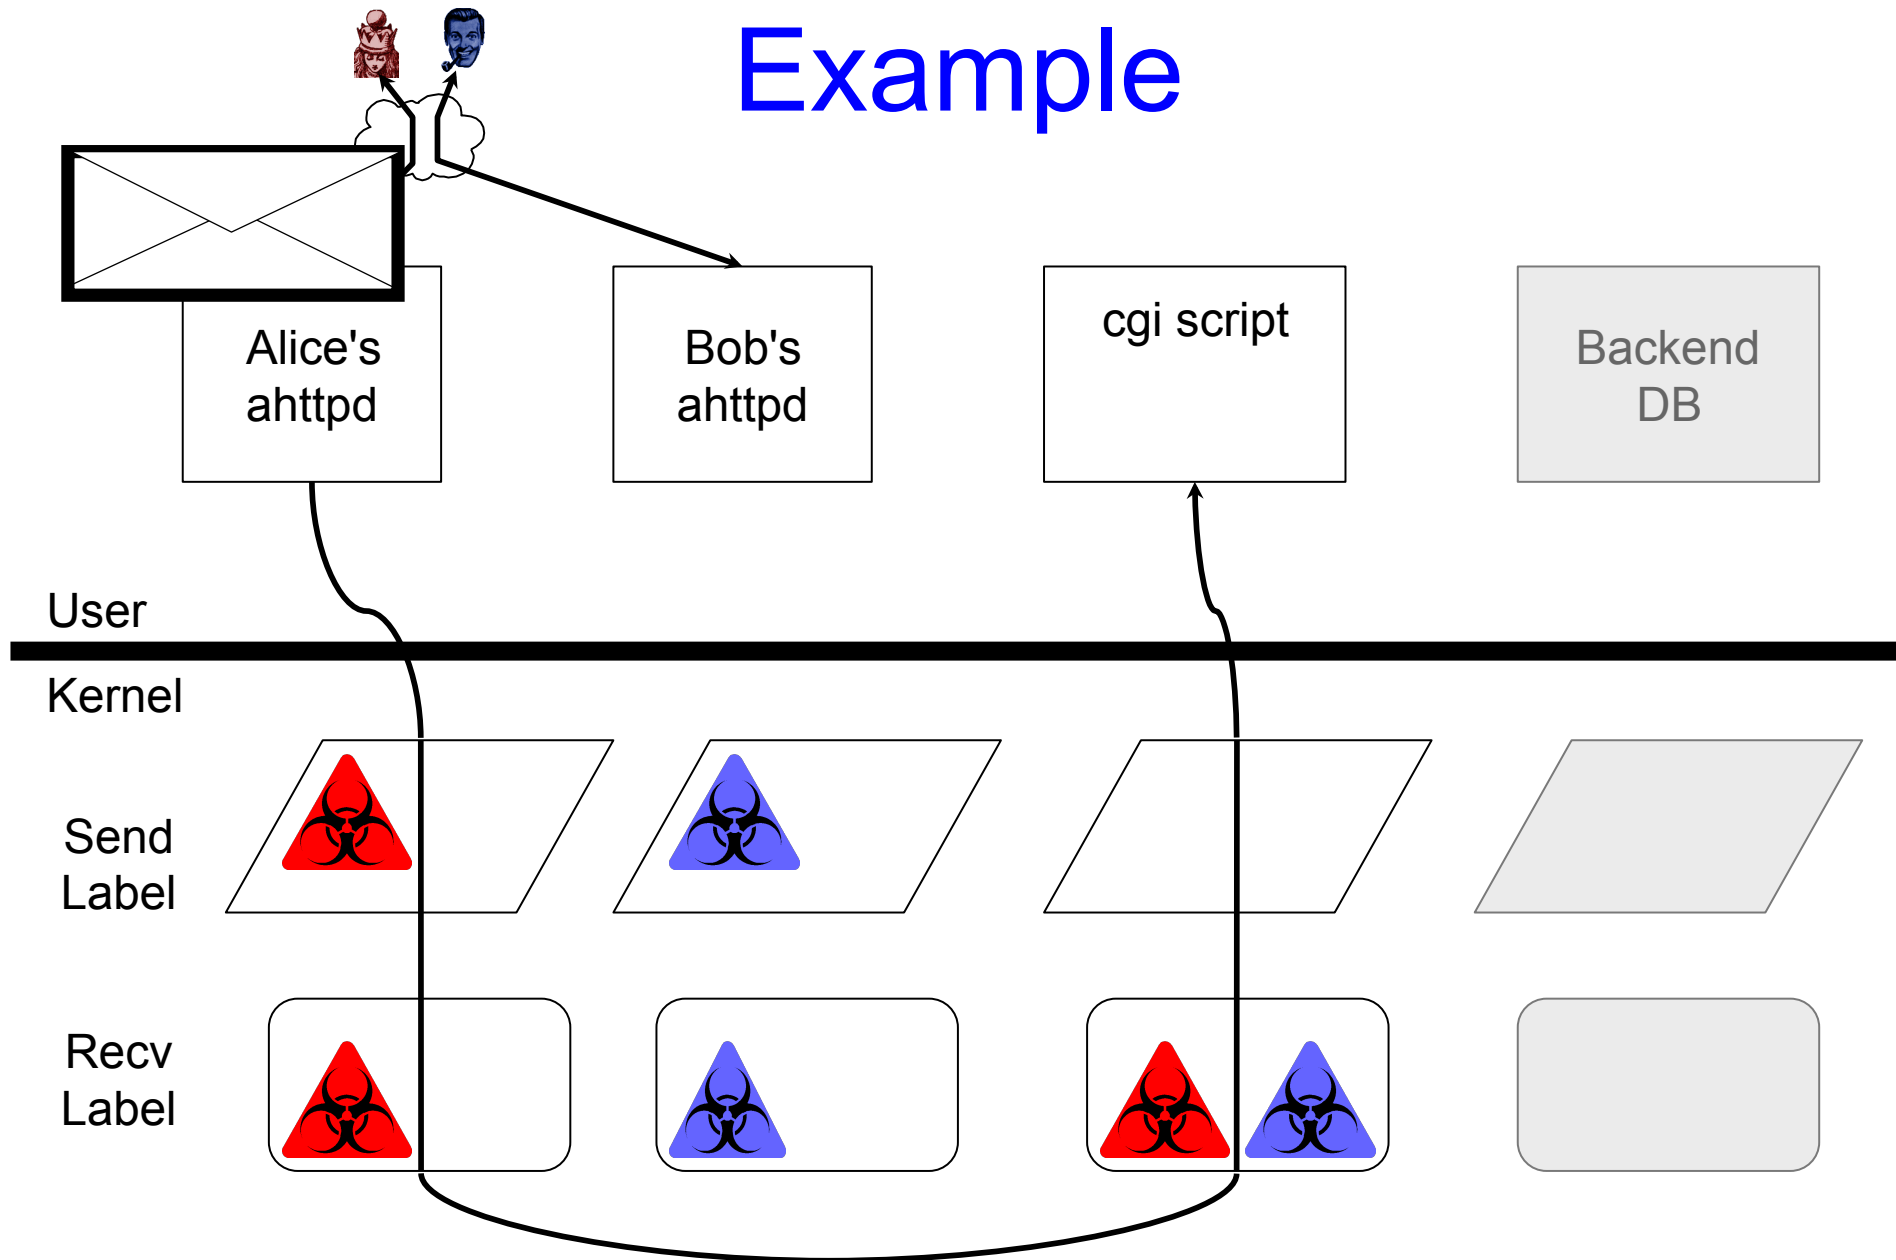 Example
Alice's
ahttpd
Bob's
ahttpd
cgi script
Backend
DB
User
Kernel
Send
Label
Recv
Label